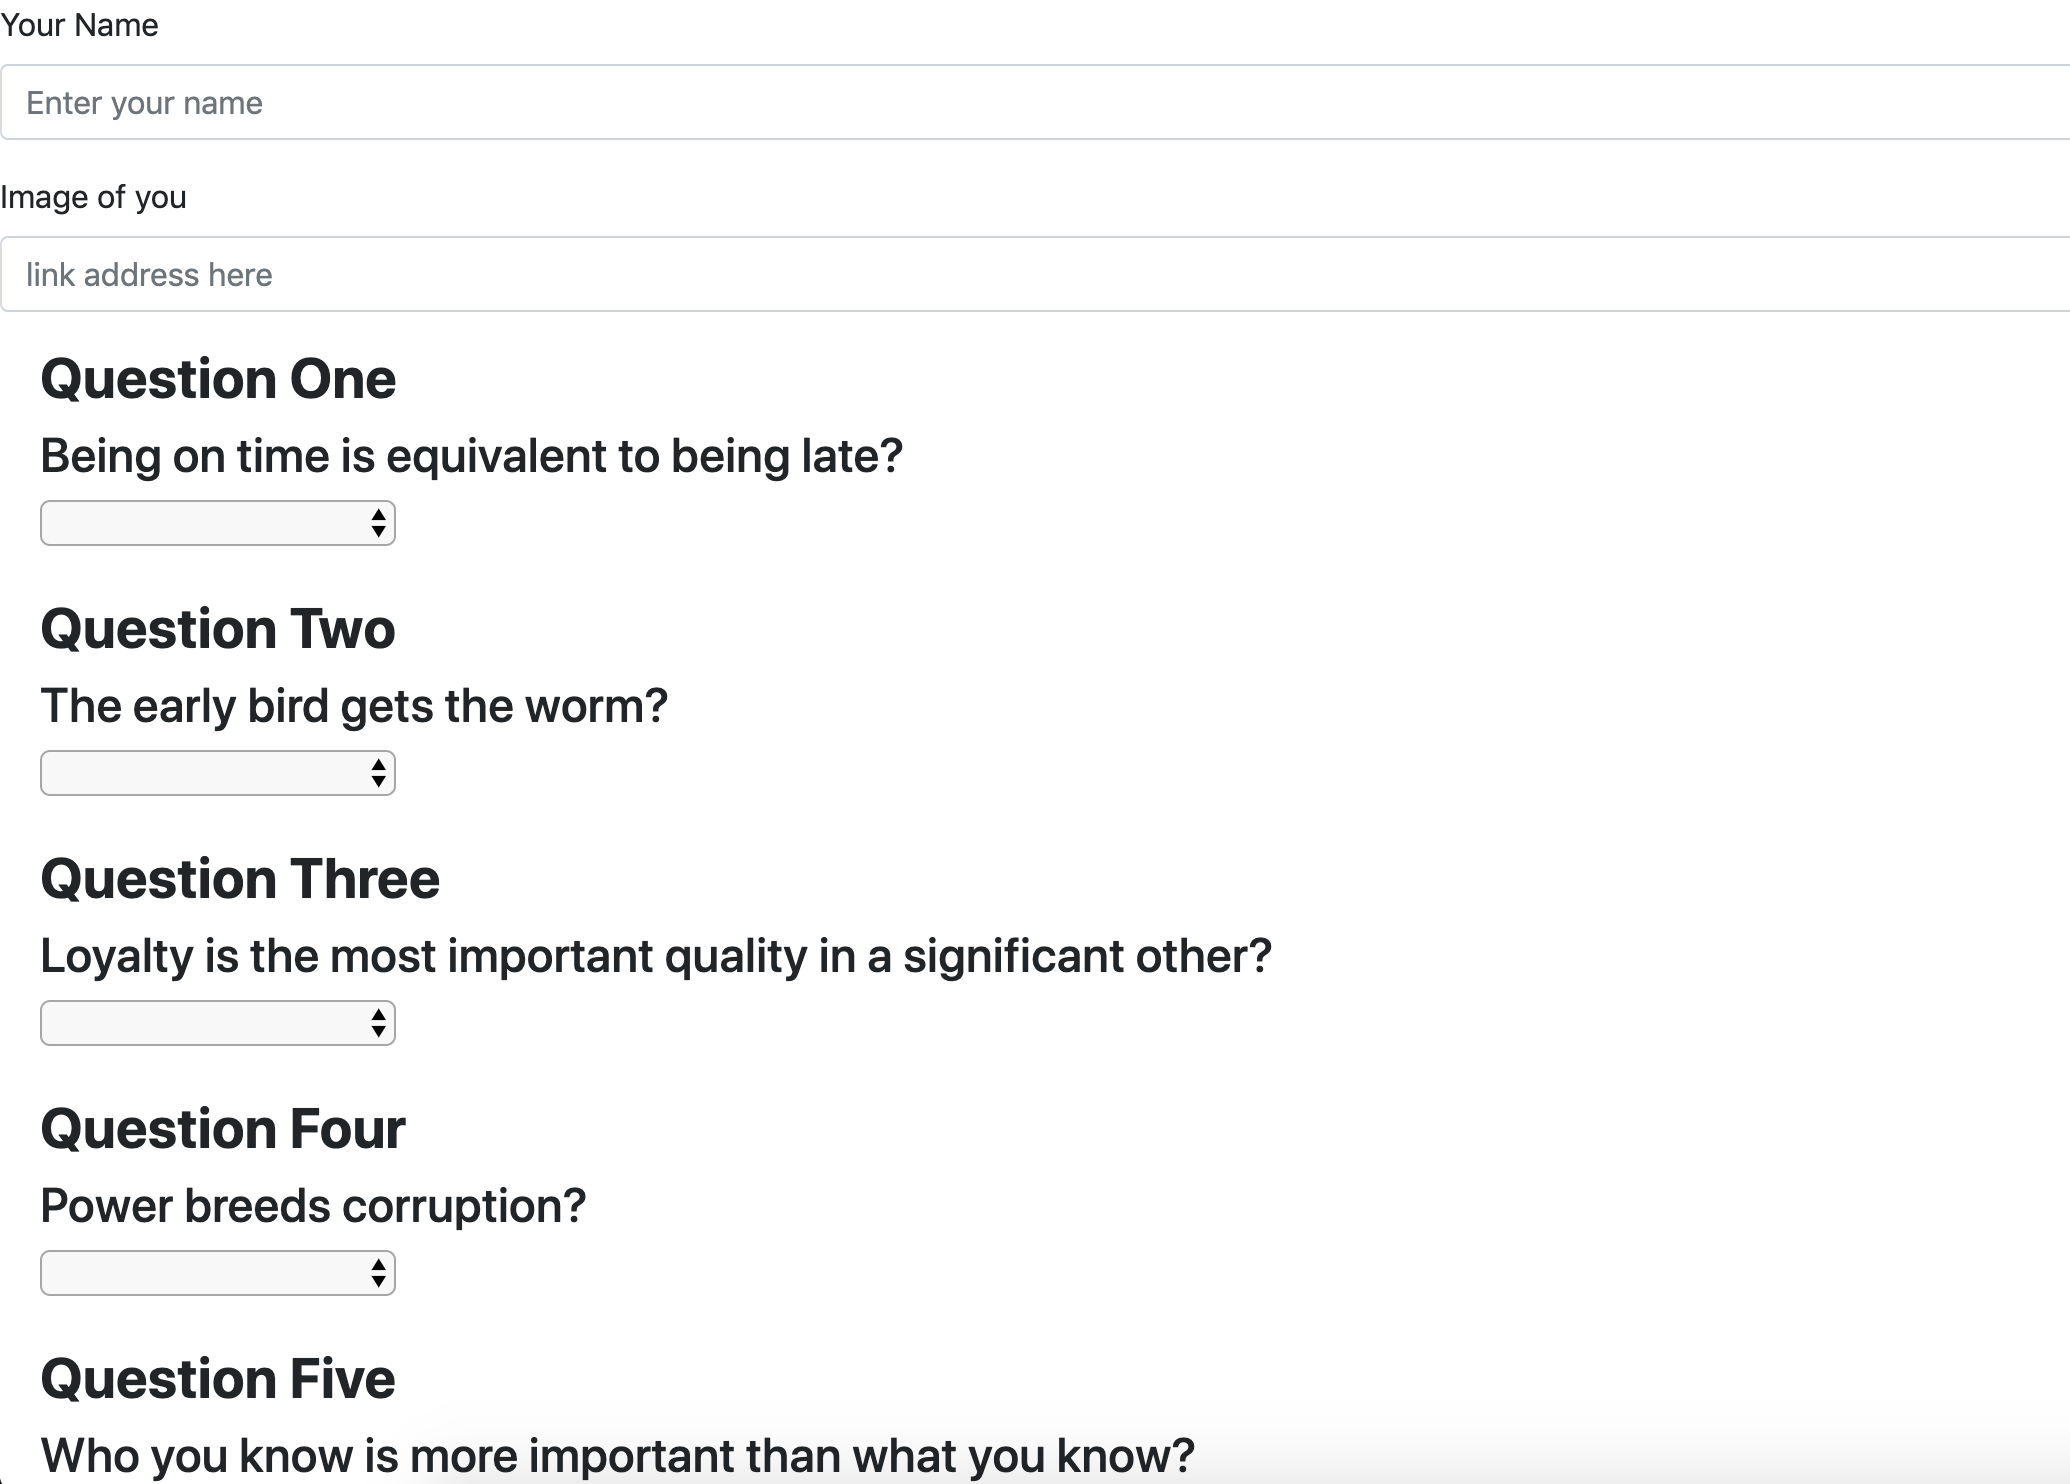 Your Name
Enter your name
Image of you
link address here
Question One
Being on time is equivalent to being late?
Question Two
The early bird gets the worm?
Question Three
Loyalty is the most important quality in a significant other?
Question Four
Power breeds corruption?
Question Five
Who you know is more important than what you know?